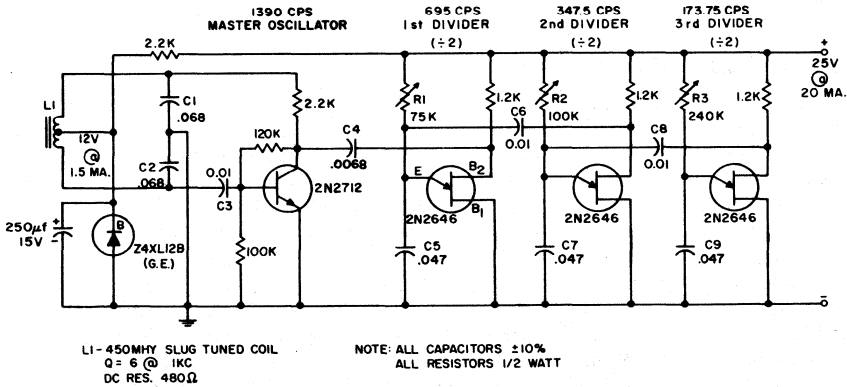 1390 CPS
MASTER OSCILLATOR
695 CPS
1st DIVIDER
(÷2)
347.5 CPS
2nd DIVIDER
(÷2)
173.75 CPS
3rd DIVIDER
(÷2)
2.2K
+
25V
@
20 MA.
L1
C1
.068
2.2K
R1
75K
1.2K
R2
100K
1.2K
R3
240K
1.2K
12V
@
1.5 MA.
C2
.068
0.01
C3
120K
C4
.0068
C6
0.01
C8
0.01
2N2712
E
B2
B1
2N2646
2N2646
2N2646
250µf
15V
+
–
B
Z4XL12B
(G.E.)
100K
C5
.047
C7
.047
C9
.047
–
L1-450MHY SLUG TUNED COIL
Q= 6 @ 1KC
DC RES. 480Ω
NOTE: ALL CAPACITORS ±10%
ALL RESISTORS 1/2 WATT